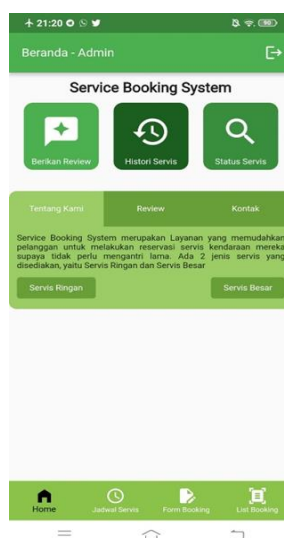 21:20
90
Beranda - Admin
Service Booking System
Berikan Review
Histori Servis
Status Servis
Tentang Kami
Review
Kontak
Service Booking System merupakan Layanan yang memudahkan
pelanggan untuk melakukan reservasi servis kendaraan mereka
supaya tidak perlu mengantri lama. Ada 2 jenis servis yang
disediakan, yaitu Servis Ringan dan Servis Besar
Servis Ringan
Servis Besar
Home
Jadwal Servis
Form Booking
List Booking